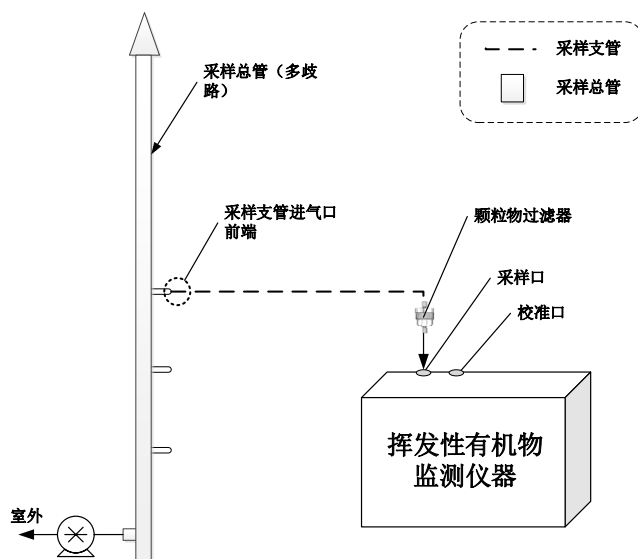 采样支管
采样总管
采样总管（多歧
路）
采样支管进气口
前端
颗粒物过滤器
采样口
校准口
挥发性有机物
监测仪器
室外